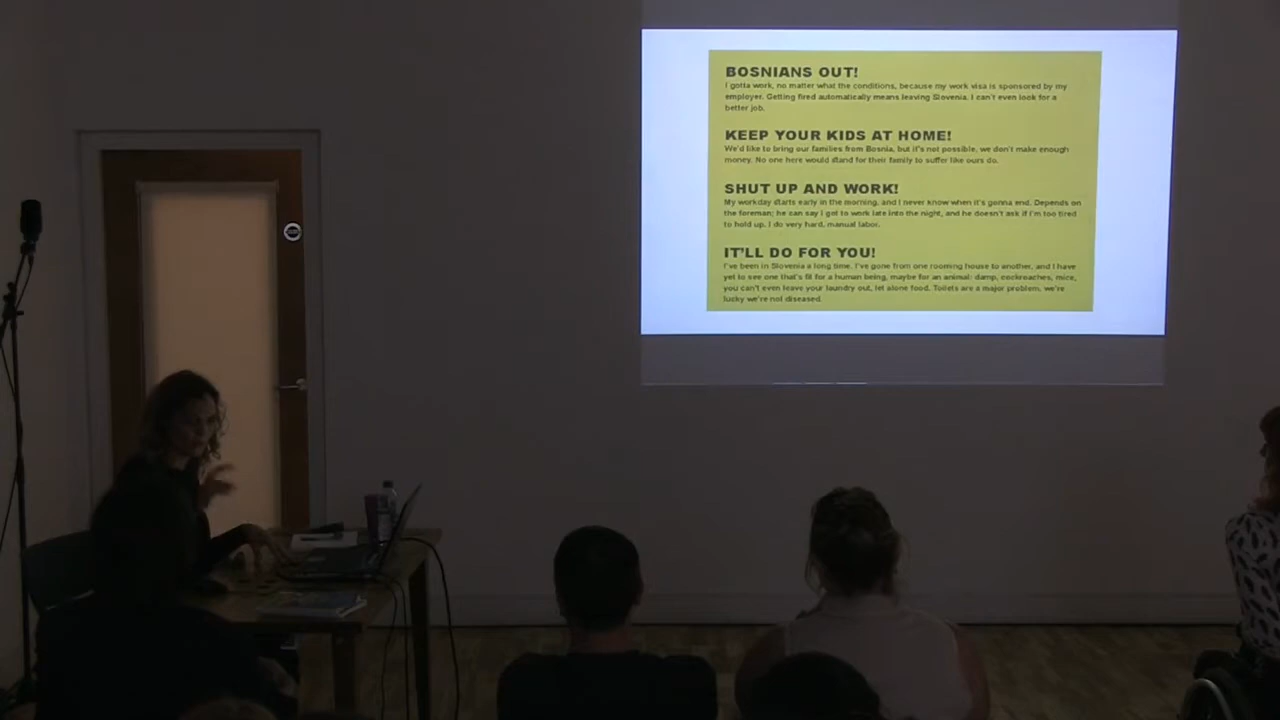 BOSNIANS OUT!
I gotta work, no matter what the conditions, because my work visa is sponsored by my
employer. Getting fired automatically means leaving Slovenia. I can't even look for a
better job.
KEEP YOUR KIDS AT HOME!
We'd like to bring our families from Bosnia, but it's not possible, we don't make enough
money. No one here would stand for their family to suffer like ours do.
SHUT UP AND WORK!
My workday starts early in the morning, and I never know when it's gonna end. Depends on
the foreman; he can say I got to work late into the night, and he doesn't ask if I'm too tired
to hold up. I do very hard, manual labor.
IT'LL DO FOR YOU!
I've been in Slovenia a long time. I've gone from one rooming house to another, and I have
yet to see one that's fit for a human being, maybe for an animal: damp, cockroaches, mice,
you can't even leave your laundry out, let alone food. Toilets are a major problem, we're
lucky we're not diseased.